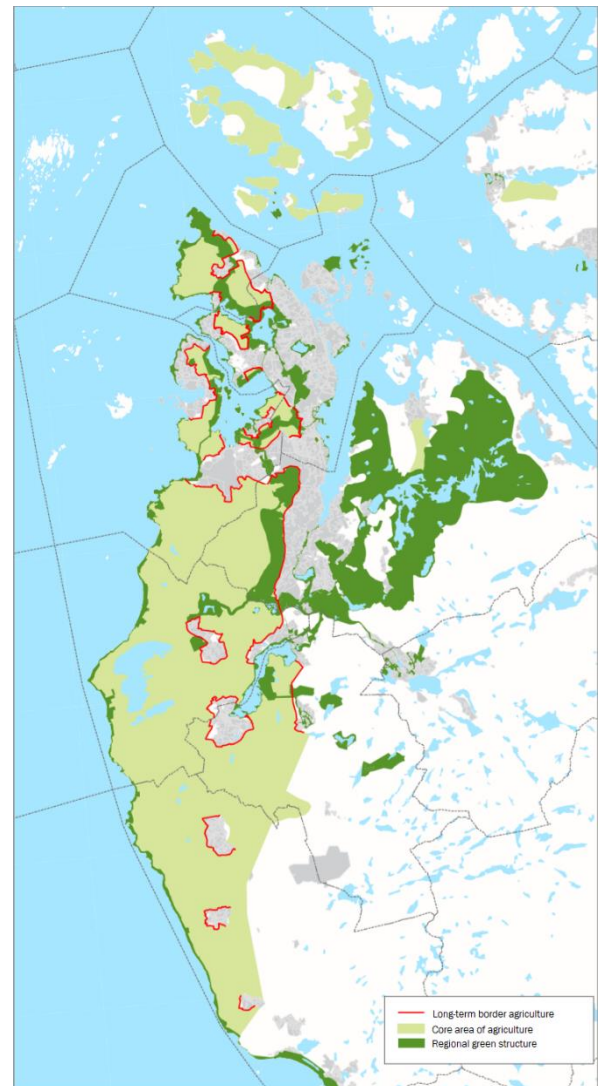 Long-term border agriculture
Core area of agriculture
Regional green structure